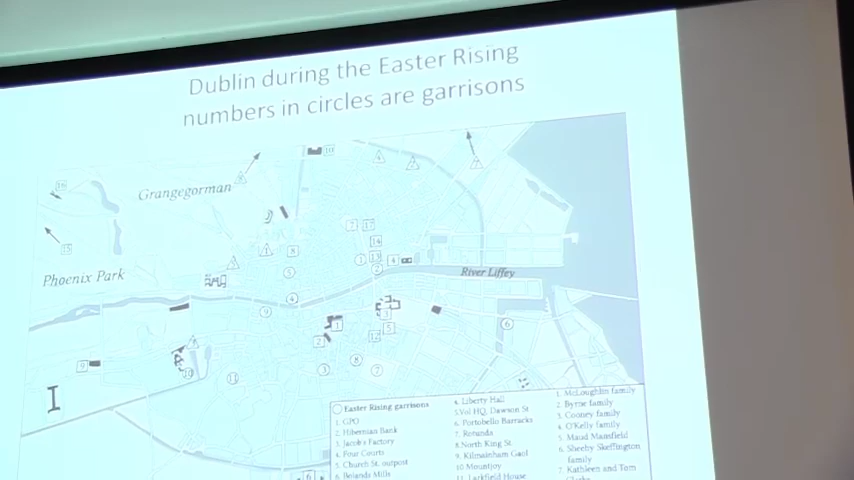 Dublin during the Easter Rising
numbers in circles are garrisons
Grangegorman
Phoenix Park
River Liffey
Easter Rising garrisons
1. GPO
2. Hibernian Bank
3. Jacob's Factory
4. Four Courts
5. Church St. outpost
6. Bolands Mills
4. Liberty Hall
5. Vol HQ, Dawson St
6. Portobello Barracks
7. Rotunda
8. North King St.
9. Kilmainham Gaol
10 Mountjoy
11. Larkfield House
1. McLoughlin family
2. Byrne family
3. Cooney family
4. O'Kelly family
5. Maud Mansfield
6. Sheehy Skeffington
family
7. Kathleen and Tom